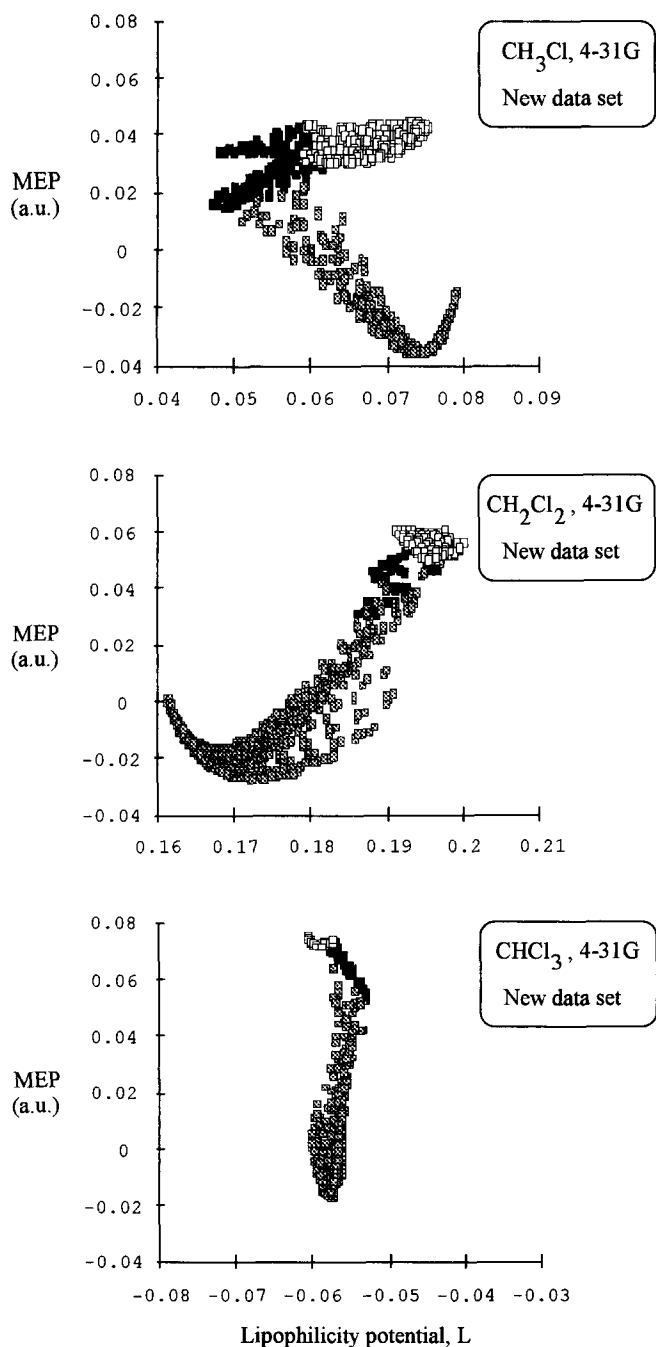 0.08
0.06
0.04
0.02
0
-0.02
-0.04
MEP
(a.u.)
CH3Cl, 4-31G
New data set
0.04 0.05 0.06 0.07 0.08 0.09
0.08
0.06
0.04
0.02
0
-0.02
-0.04
MEP
(a.u.)
CH2Cl2, 4-31G
New data set
0.16 0.17 0.18 0.19 0.2 0.21
0.08
0.06
0.04
0.02
0
-0.02
-0.04
MEP
(a.u.)
CHCl3, 4-31G
New data set
-0.08 -0.07 -0.06 -0.05 -0.04 -0.03
Lipophilicity potential, L